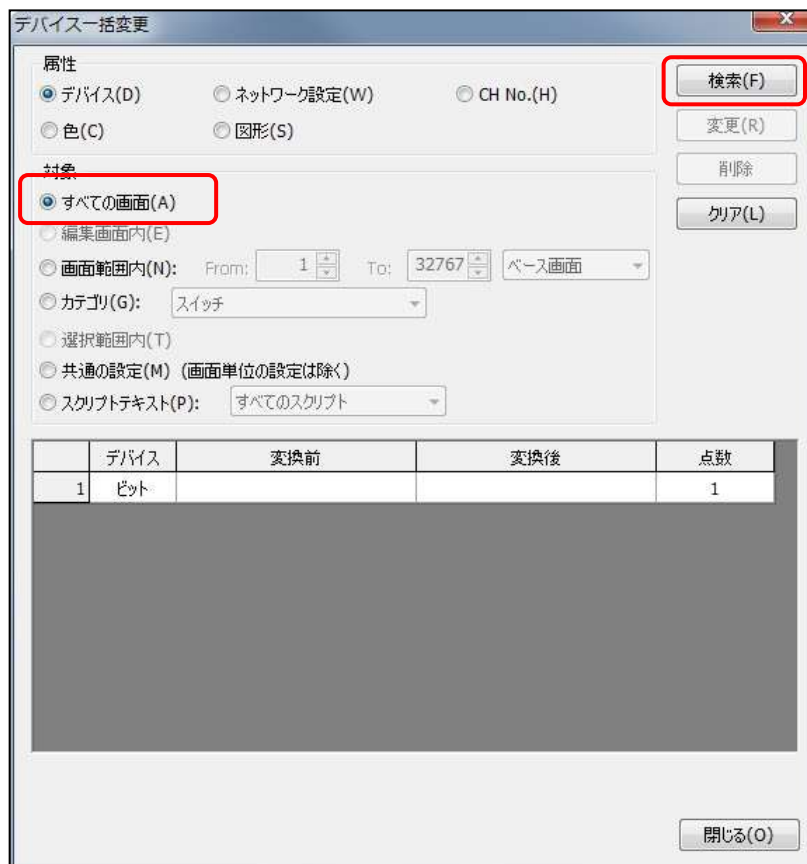 デバイス一括変更
属性
デバイス(D) ネットワーク設定(W) CH No.(H)
色(C) 図形(S)
検索(F)
変更(R)
削除
クリア(L)
対象
すべての画面(A)
編集画面内(E)
画面範囲内(N): From: 1 To: 32767 ベース画面
カテゴリ(G): スイッチ
選択範囲内(T)
共通の設定(M) (画面単位の設定は除く)
スクリプトテキスト(P): すべてのスクリプト
デバイス 変換前 変換後 点数
1 ビット 1
閉じる(O)